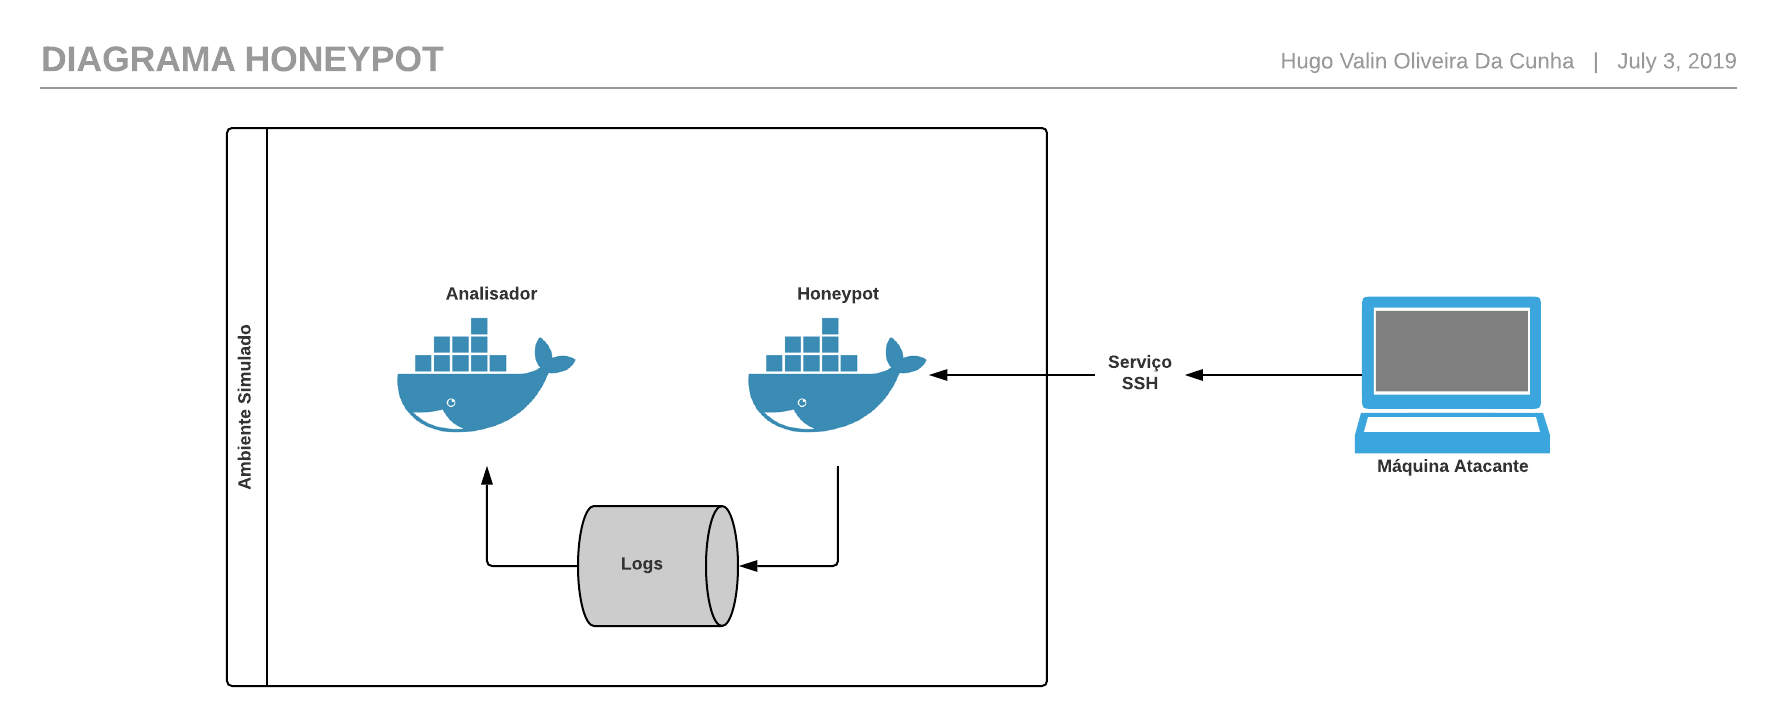 DIAGRAMA HONEYPOT
Hugo Valin Oliveira Da Cunha | July 3, 2019
Ambiente Simulado
Analisador
Honeypot
Serviço
SSH
Máquina Atacante
Logs